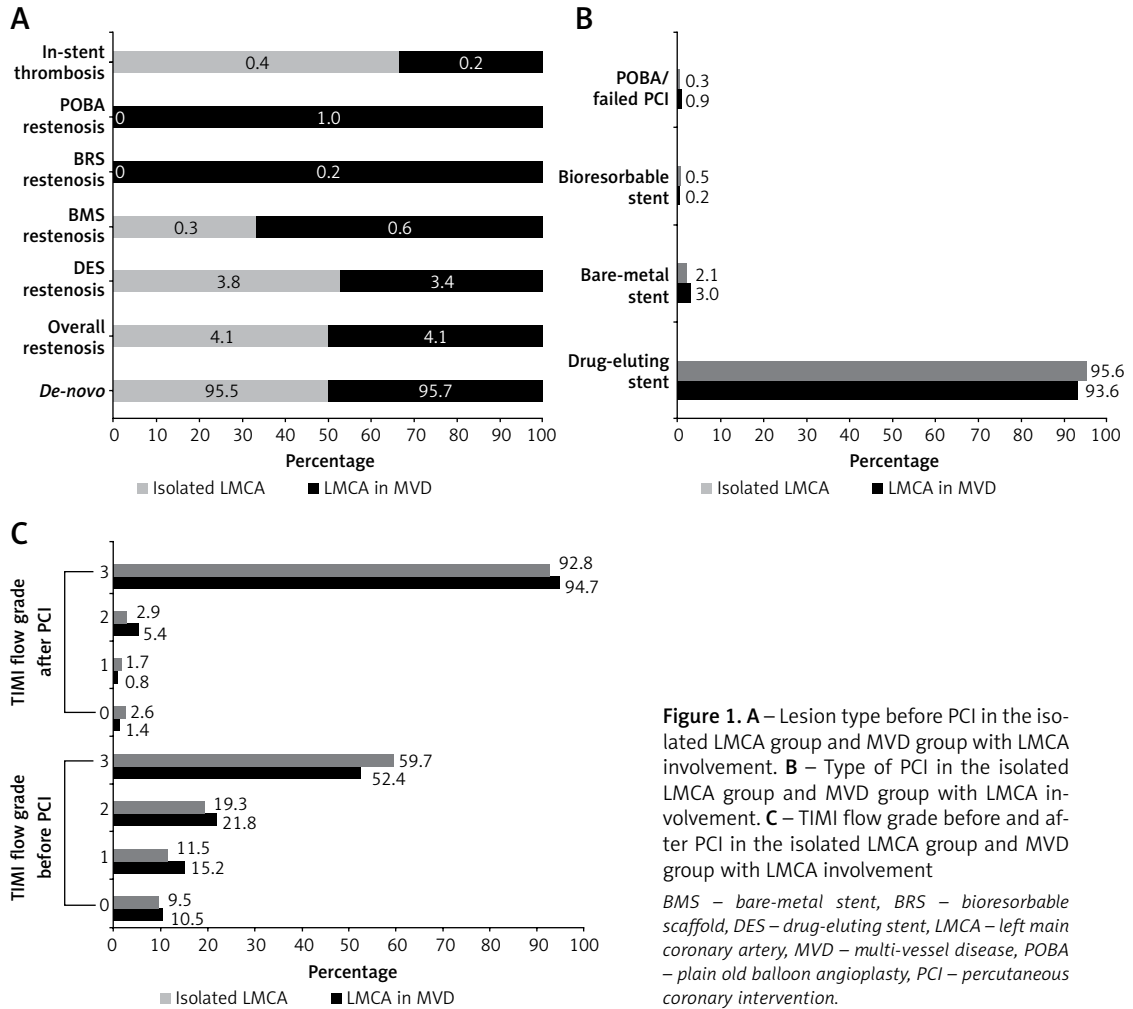 A
In-stent
thrombosis
0.4
0.2
POBA
restenosis
0
1.0
BRS
restenosis
0
0.2
BMS
restenosis
0.3
0.6
DES
restenosis
3.8
3.4
Overall
restenosis
4.1
4.1
De-novo
95.5
95.7
0 10 20 30 40 50 60 70 80 90 100
Percentage
Isolated LMCA LMCA in MVD
B
POBA/
failed PCI
0.3
0.9
Bioresorbable
stent
0.5
0.2
Bare-metal
stent
2.1
3.0
Drug-eluting
stent
95.6
93.6
0 10 20 30 40 50 60 70 80 90 100
Percentage
Isolated LMCA LMCA in MVD
C
TIMI flow grade
after PCI
3
92.8
94.7
2
2.9
5.4
1
1.7
0.8
0
2.6
1.4
TIMI flow grade
before PCI
3
59.7
52.4
2
19.3
21.8
1
11.5
15.2
0
9.5
10.5
0 10 20 30 40 50 60 70 80 90 100
Percentage
Isolated LMCA LMCA in MVD
Figure 1. A – Lesion type before PCI in the iso-
lated LMCA group and MVD group with LMCA
involvement. B – Type of PCI in the isolated
LMCA group and MVD group with LMCA in-
volvement. C – TIMI flow grade before and af-
ter PCI in the isolated LMCA group and MVD
group with LMCA involvement
BMS – bare-metal stent, BRS – bioresorbable
scaffold, DES – drug-eluting stent, LMCA – left main
coronary artery, MVD – multi-vessel disease, POBA
– plain old balloon angioplasty, PCI – percutaneous
coronary intervention.